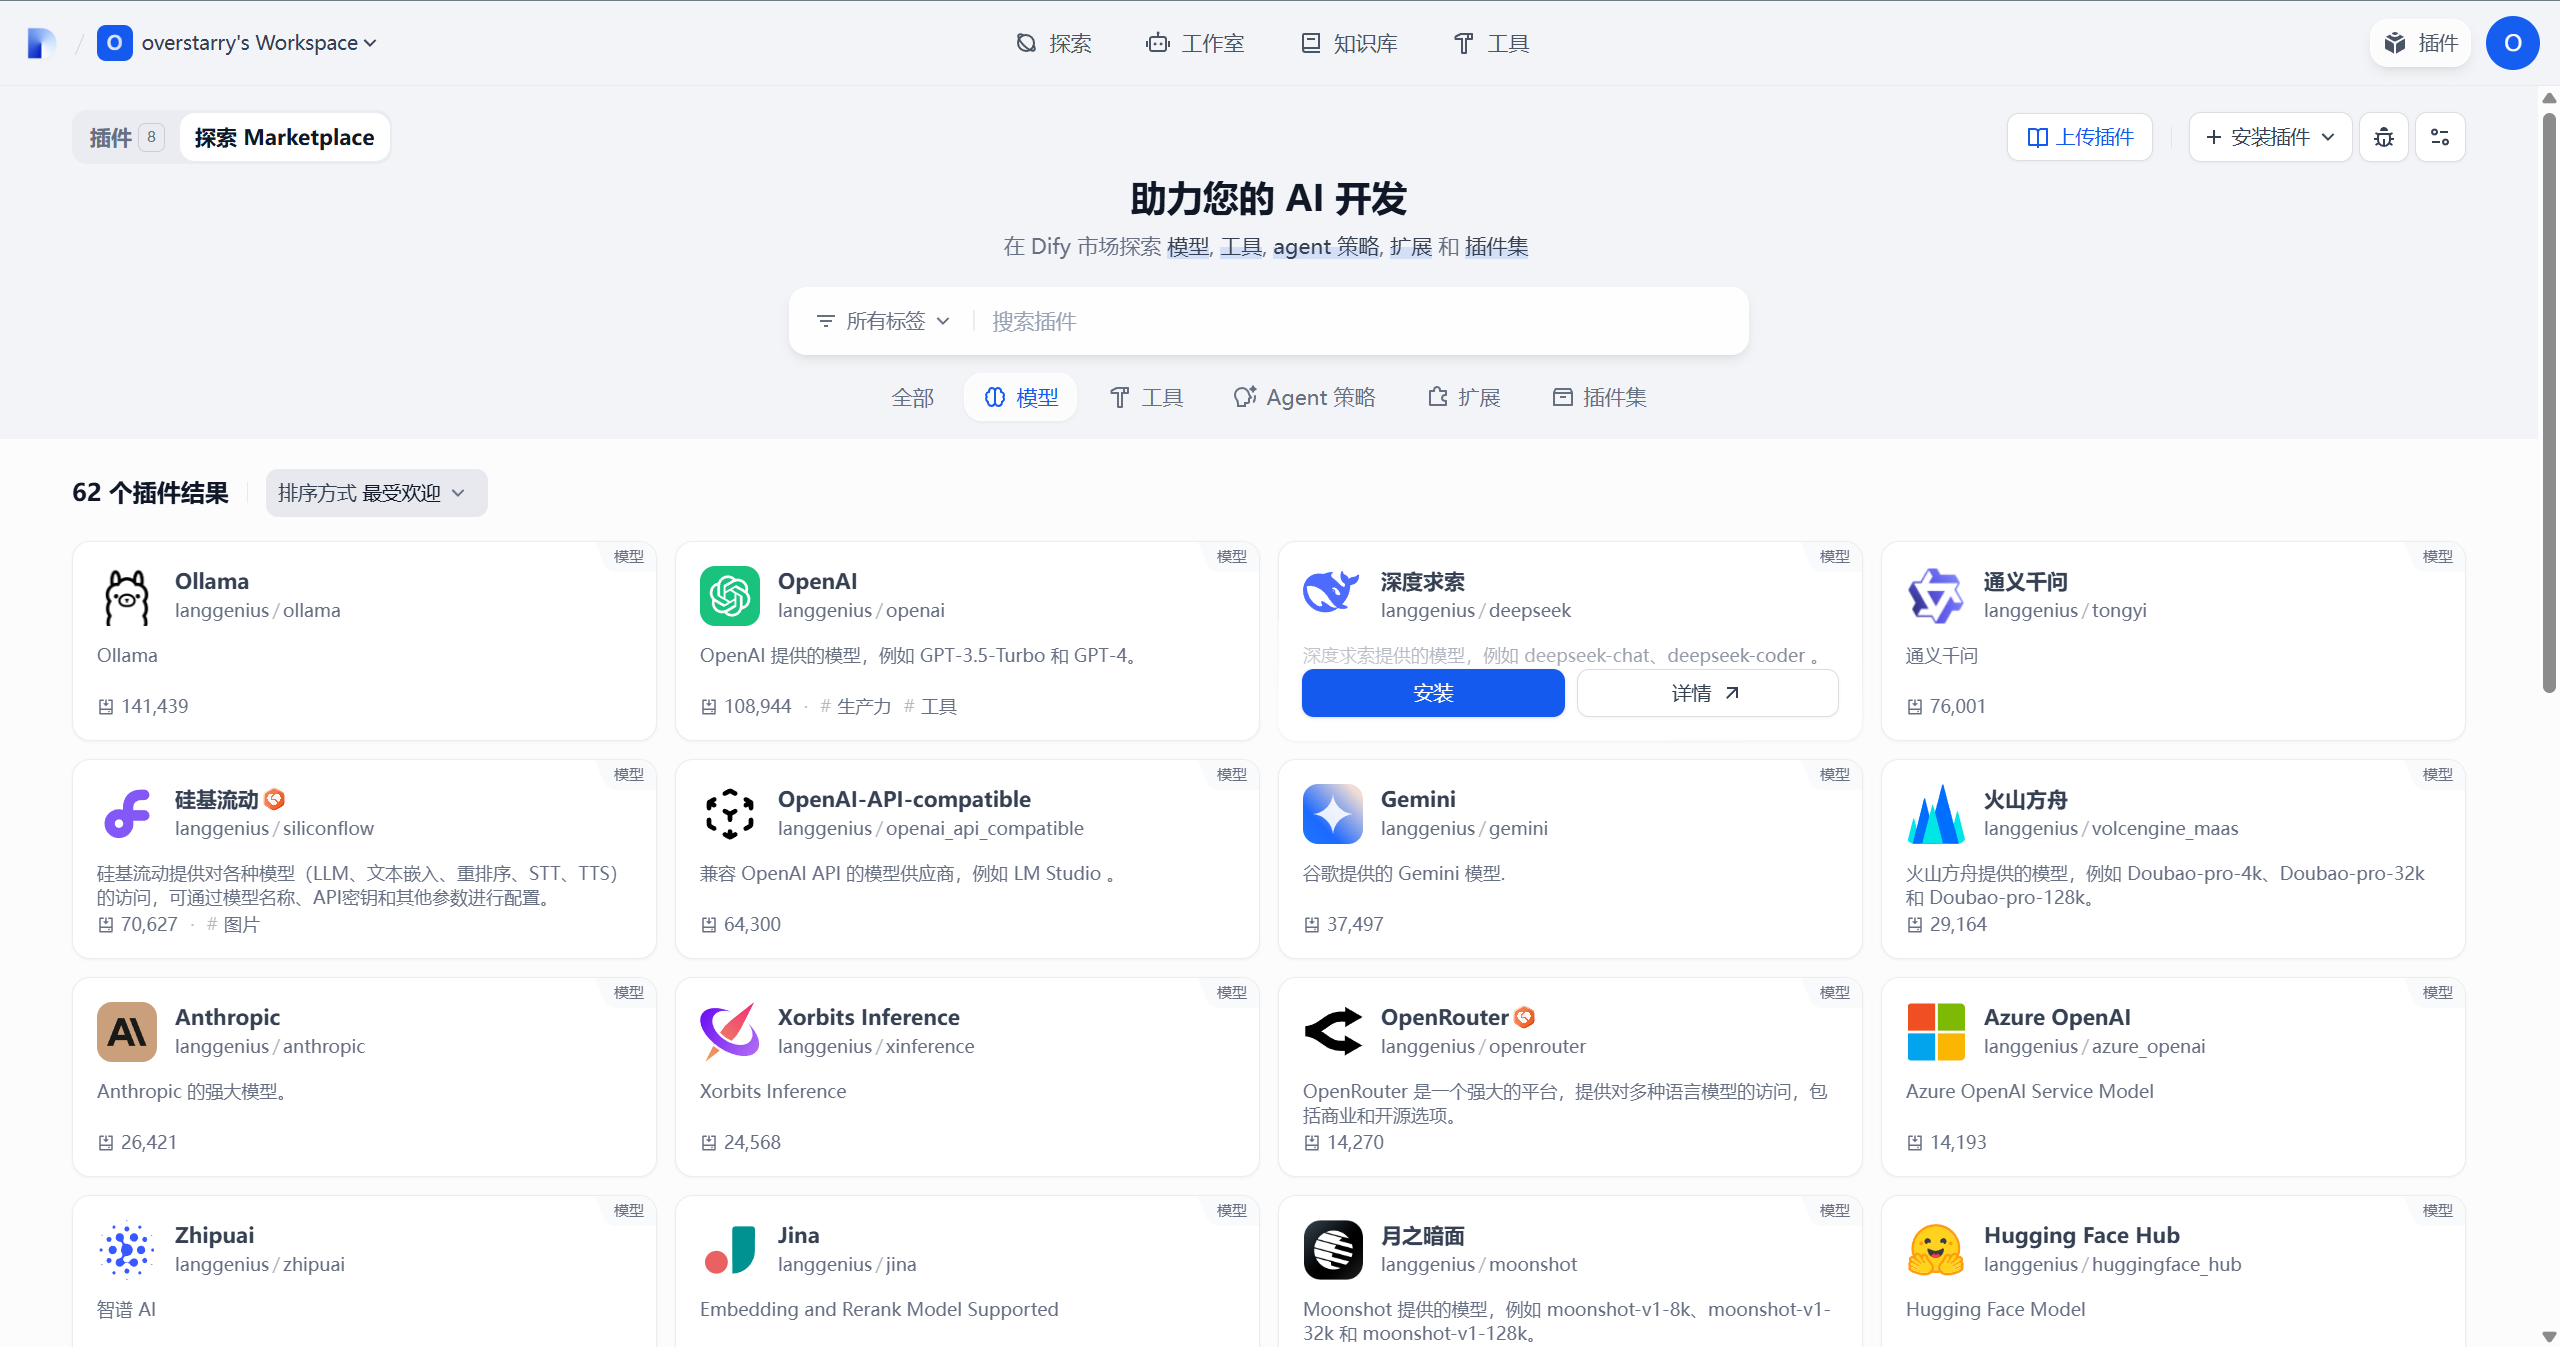 O overstarry's Workspace
探索 工作室 知识库 工具
插件 O
插件 8 探索 Marketplace
上传插件 安装插件
助力您的 AI 开发
在 Dify 市场探索 模型, 工具, agent 策略, 扩展 和 插件集
所有标签 搜索插件
全部 模型 工具 Agent 策略 扩展 插件集
62 个插件结果 排序方式 最受欢迎
模型
Ollama
langgenius / ollama
Ollama
141,439
模型
OpenAI
langgenius / openai
OpenAI 提供的模型，例如 GPT-3.5-Turbo 和 GPT-4。
108,944 · # 生产力 # 工具
模型
深度求索
langgenius / deepseek
深度求索提供的模型，例如 deepseek-chat、deepseek-coder 。
安装 详情
模型
通义千问
langgenius / tongyi
通义千问
76,001
模型
硅基流动
langgenius / siliconflow
硅基流动提供对各种模型（LLM、文本嵌入、重排序、STT、TTS）
的访问，可通过模型名称、API密钥和其他参数进行配置。
70,627 · # 图片
模型
OpenAI-API-compatible
langgenius / openai_api_compatible
兼容 OpenAI API 的模型供应商，例如 LM Studio 。
64,300
模型
Gemini
langgenius / gemini
谷歌提供的 Gemini 模型.
37,497
模型
火山方舟
langgenius / volcengine_maas
火山方舟提供的模型，例如 Doubao-pro-4k、Doubao-pro-32k
和 Doubao-pro-128k。
29,164
模型
Anthropic
langgenius / anthropic
Anthropic 的强大模型。
26,421
模型
Xorbits Inference
langgenius / xinference
Xorbits Inference
24,568
模型
OpenRouter
langgenius / openrouter
OpenRouter 是一个强大的平台，提供对多种语言模型的访问，包
括商业和开源选项。
14,270
模型
Azure OpenAI
langgenius / azure_openai
Azure OpenAI Service Model
14,193
模型
Zhipuai
langgenius / zhipuai
智谱 AI
模型
Jina
langgenius / jina
Embedding and Rerank Model Supported
模型
月之暗面
langgenius / moonshot
Moonshot 提供的模型，例如 moonshot-v1-8k、moonshot-v1-
32k 和 moonshot-v1-128k。
模型
Hugging Face Hub
langgenius / huggingface_hub
Hugging Face Model